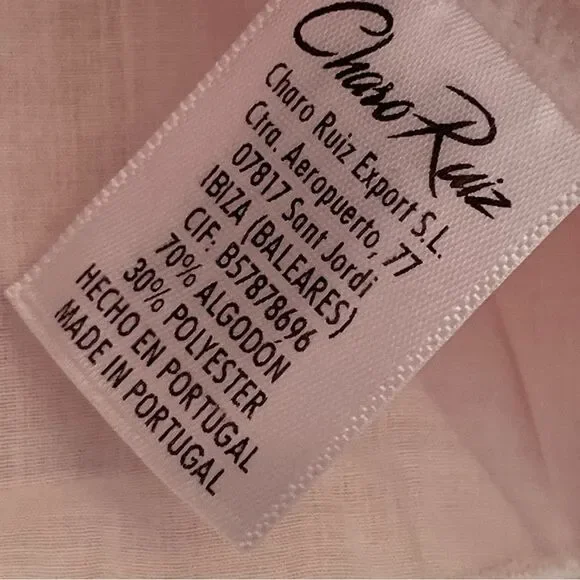 Charo Ruiz
Charo Ruiz Export S.L.
Ctra. Aeropuerto, 77
07817 Sant Jordi
IBIZA (BALEARES)
CIF: B57878696
70% ALGODÓN
30% POLYESTER
HECHO EN PORTUGAL
MADE IN PORTUGAL